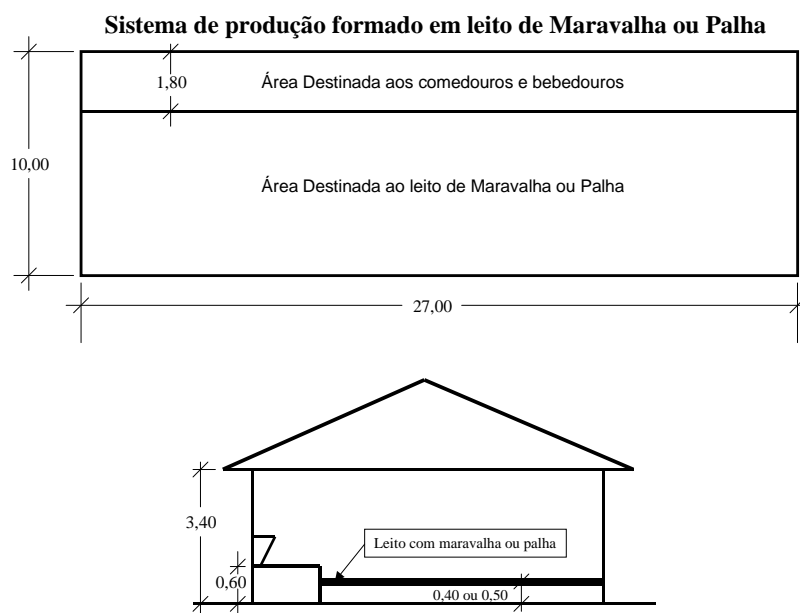 Sistema de produção formado em leito de Maravalha ou Palha
1,80
Área Destinada aos comedouros e bebedouros
10,00
Área Destinada ao leito de Maravalha ou Palha
27,00
3,40
Leito com maravalha ou palha
0,60
0,40 ou 0,50